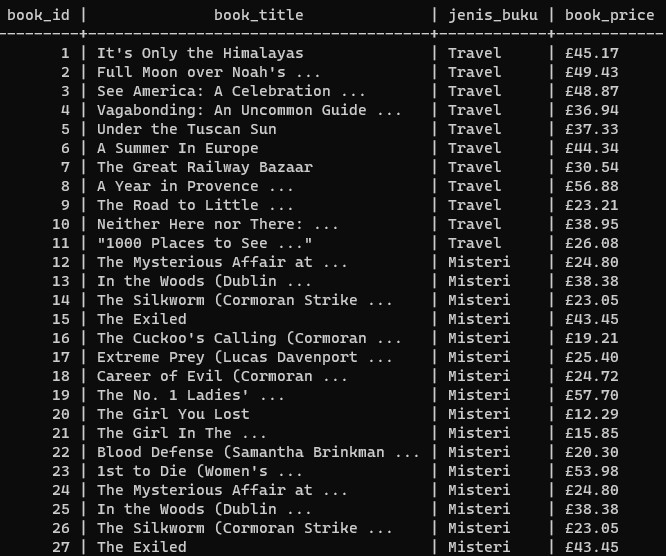 book_id | book_title | jenis_buku | book_price
---------+--------------------------------------+------------+------------
1 | It's Only the Himalayas | Travel | £45.17
2 | Full Moon over Noah's ... | Travel | £49.43
3 | See America: A Celebration ... | Travel | £48.87
4 | Vagabonding: An Uncommon Guide ... | Travel | £36.94
5 | Under the Tuscan Sun | Travel | £37.33
6 | A Summer In Europe | Travel | £44.34
7 | The Great Railway Bazaar | Travel | £30.54
8 | A Year in Provence ... | Travel | £56.88
9 | The Road to Little ... | Travel | £23.21
10 | Neither Here nor There: ... | Travel | £38.95
11 | "1000 Places to See ..." | Travel | £26.08
12 | The Mysterious Affair at ... | Misteri | £24.80
13 | In the Woods (Dublin ... | Misteri | £38.38
14 | The Silkworm (Cormoran Strike ... | Misteri | £23.05
15 | The Exiled | Misteri | £43.45
16 | The Cuckoo's Calling (Cormoran ... | Misteri | £19.21
17 | Extreme Prey (Lucas Davenport ... | Misteri | £25.40
18 | Career of Evil (Cormoran ... | Misteri | £24.72
19 | The No. 1 Ladies' ... | Misteri | £57.70
20 | The Girl You Lost | Misteri | £12.29
21 | The Girl In The ... | Misteri | £15.85
22 | Blood Defense (Samantha Brinkman ... | Misteri | £20.30
23 | 1st to Die (Women's ... | Misteri | £53.98
24 | The Mysterious Affair at ... | Misteri | £24.80
25 | In the Woods (Dublin ... | Misteri | £38.38
26 | The Silkworm (Cormoran Strike ... | Misteri | £23.05
27 | The Exiled | Misteri | £43.45